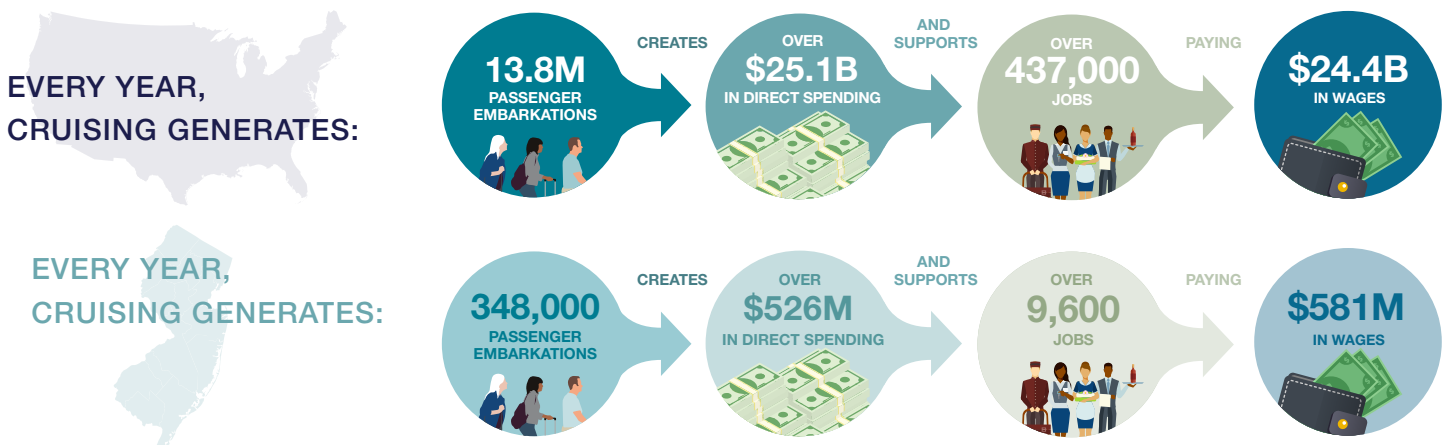 EVERY YEAR,
CRUISING GENERATES:
13.8M
PASSENGER
EMBARKATIONS
CREATES
OVER
$25.1B
IN DIRECT SPENDING
AND
SUPPORTS
OVER
437,000
JOBS
PAYING
$24.4B
IN WAGES
EVERY YEAR,
CRUISING GENERATES:
348,000
PASSENGER
EMBARKATIONS
CREATES
OVER
$526M
IN DIRECT SPENDING
AND
SUPPORTS
OVER
9,600
JOBS
PAYING
$581M
IN WAGES